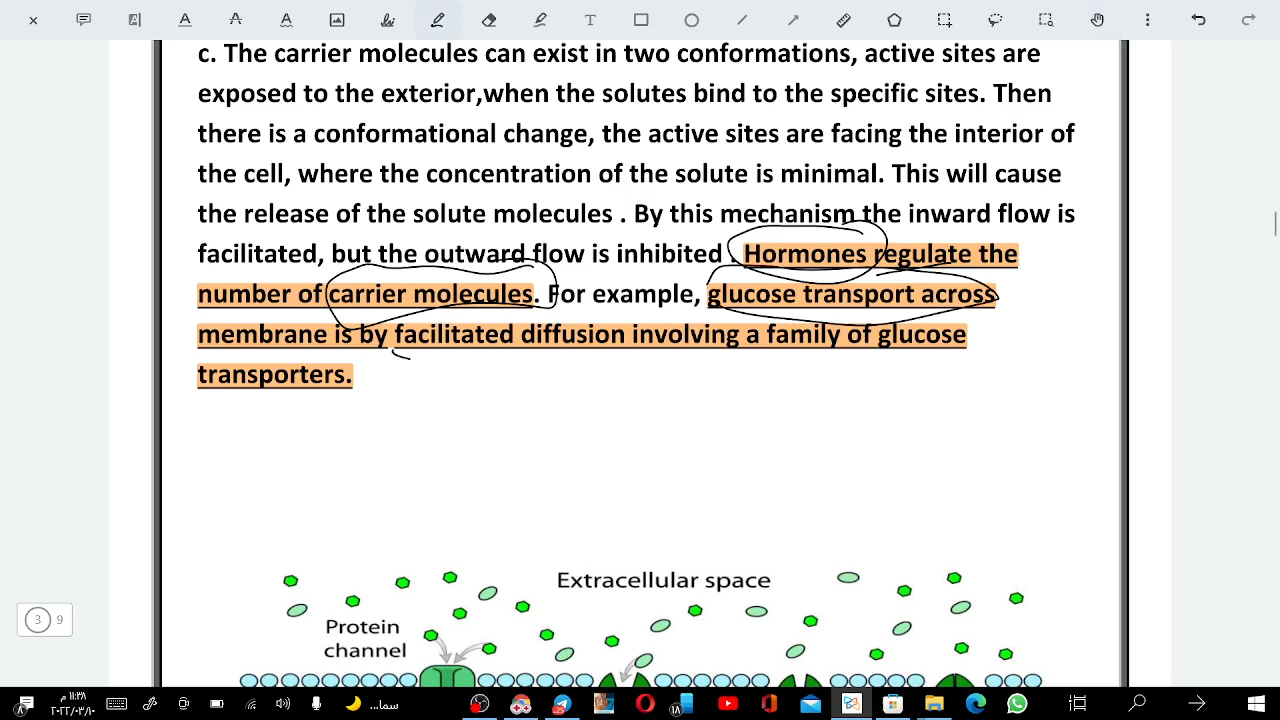 c. The carrier molecules can exist in two conformations, active sites are
exposed to the exterior,when the solutes bind to the specific sites. Then
there is a conformational change, the active sites are facing the interior of
the cell, where the concentration of the solute is minimal. This will cause
the release of the solute molecules . By this mechanism the inward flow is
facilitated, but the outward flow is inhibited . Hormones regulate the
number of carrier molecules. For example, glucose transport across
membrane is by facilitated diffusion involving a family of glucose
transporters.
Extracellular space
Protein
channel
3 9